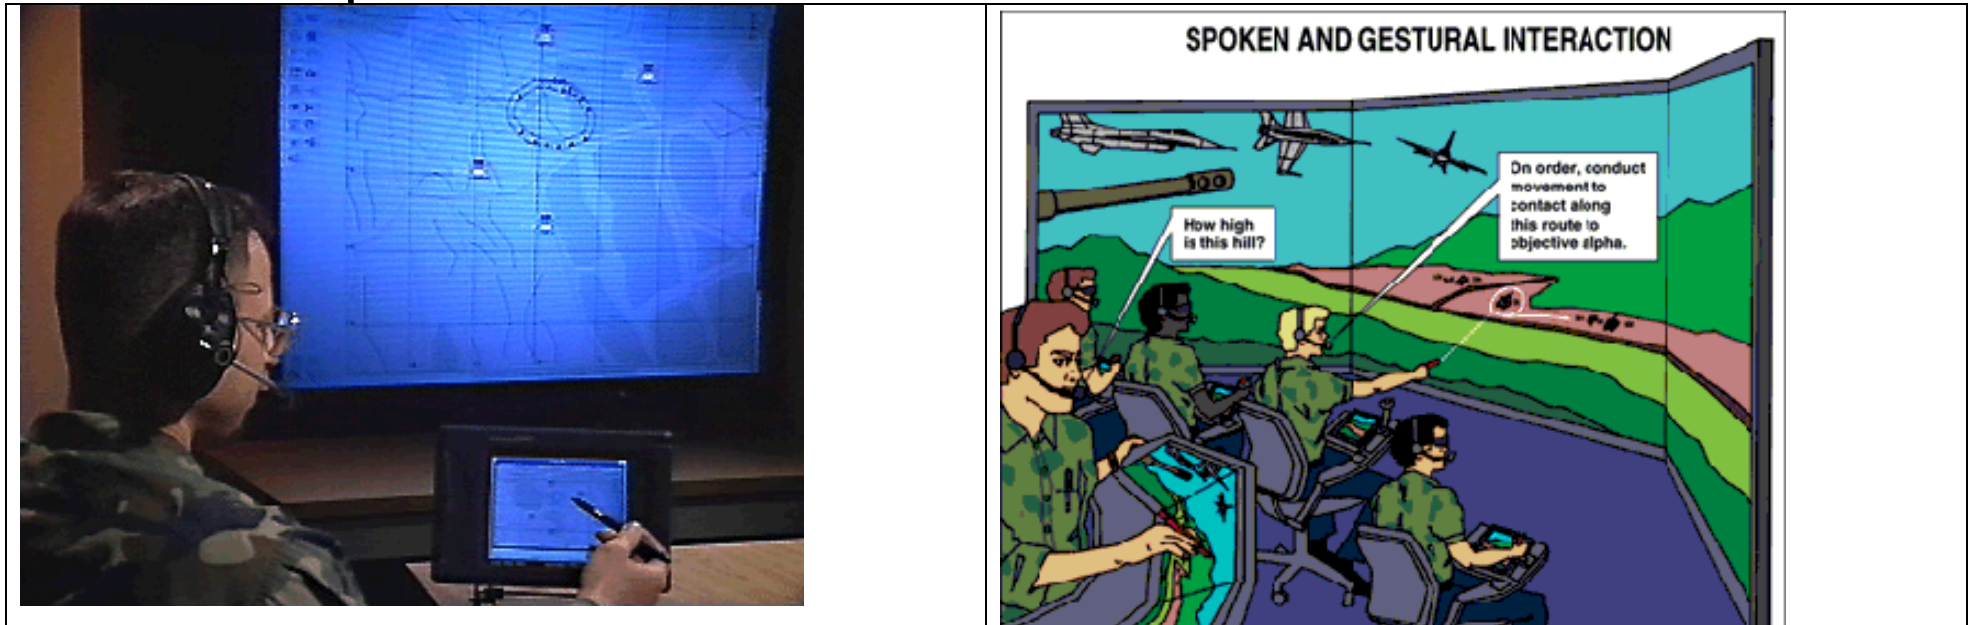 SPOKEN AND GESTURAL INTERACTION
How high
is this hill?
On order, conduct
movement to
contact along
this route to
objective alpha.